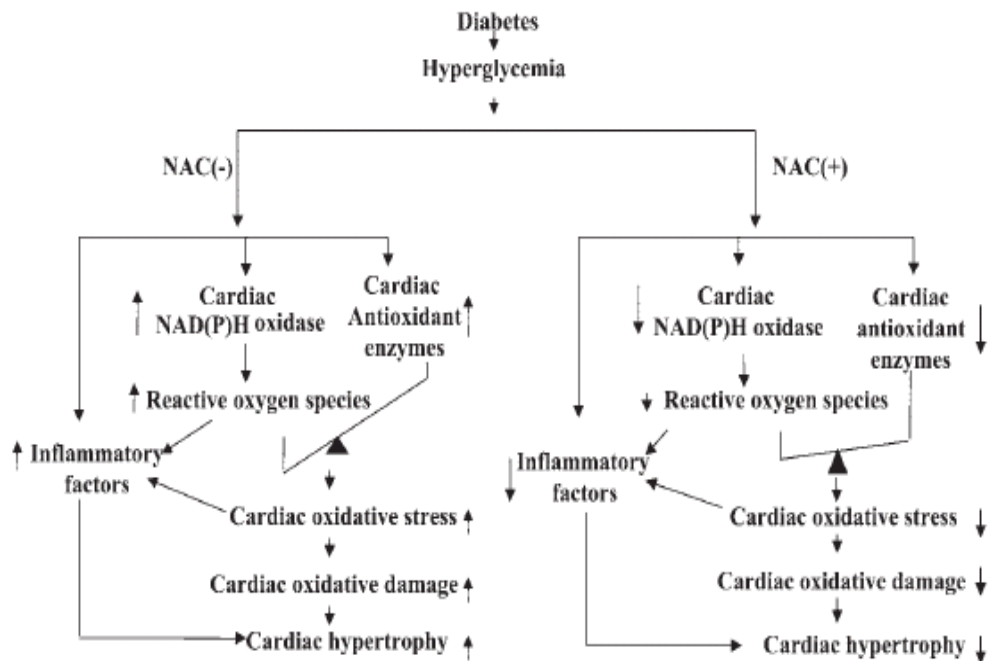 Diabetes
Hyperglycemia
NAC(-)
NAC(+)
Cardiac
NAD(P)H oxidase
Cardiac
Antioxidant
enzymes
Reactive oxygen species
Inflammatory
factors
Cardiac oxidative stress
Cardiac oxidative damage
Cardiac hypertrophy
Cardiac
NAD(P)H oxidase
Cardiac
antioxidant
enzymes
Reactive oxygen species
Inflammatory
factors
Cardiac oxidative stress
Cardiac oxidative damage
Cardiac hypertrophy